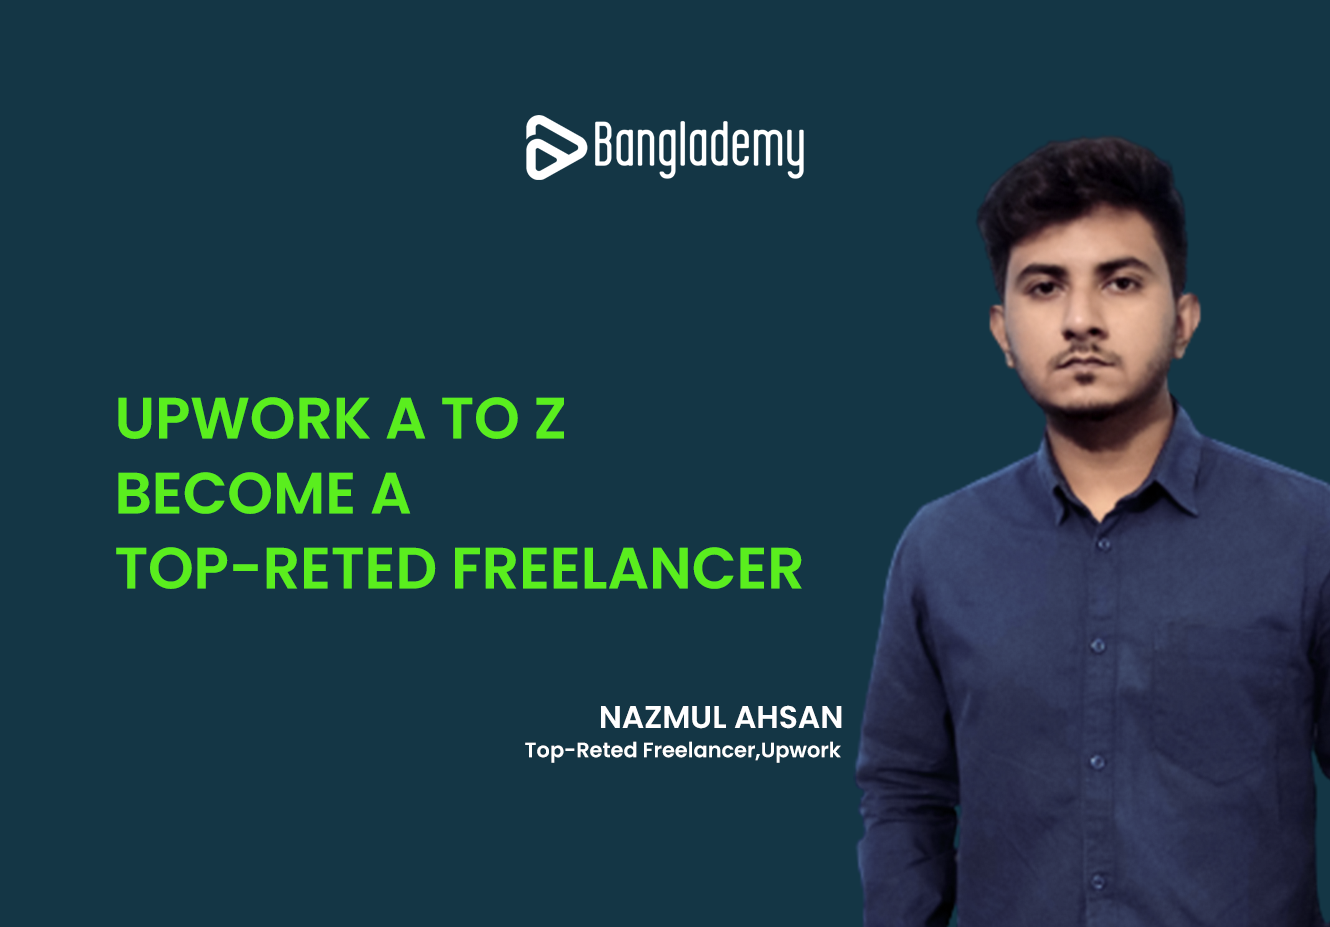 Banglademy
UPWORK A TO Z
BECOME A
TOP-RETED FREELANCER
NAZMUL AHSAN
Top-Reted Freelancer,Upwork